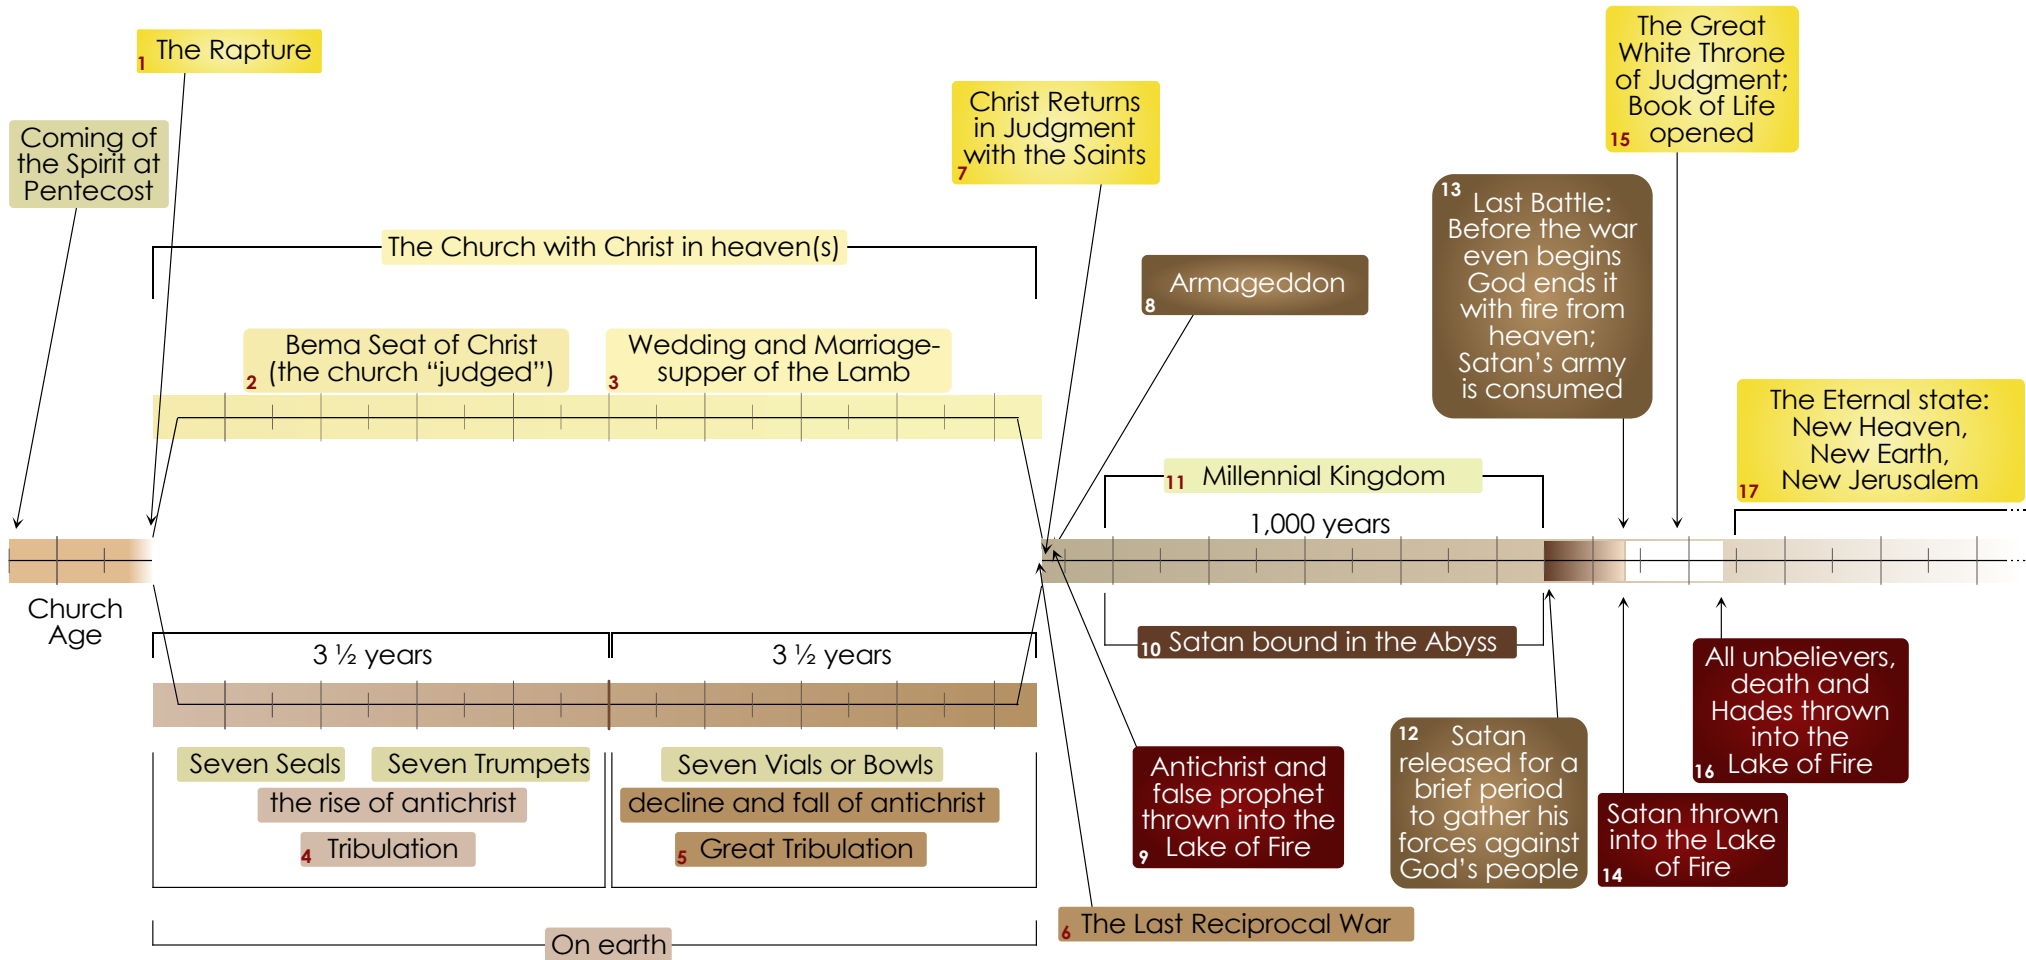 1 The Rapture
Coming of
the Spirit at
Pentecost
The Church with Christ in heaven(s)
Bema Seat of Christ
2 (the church “judged”)
Wedding and Marriage-
3 supper of the Lamb
Church
Age
3 ½ years
3 ½ years
Seven Seals
Seven Trumpets
the rise of antichrist
4 Tribulation
Seven Vials or Bowls
decline and fall of antichrist
5 Great Tribulation
On earth
6 The Last Reciprocal War
Christ Returns
in Judgment
7 with the Saints
8 Armageddon
Antichrist and
false prophet
thrown into the
9 Lake of Fire
10 Satan bound in the Abyss
11 Millennial Kingdom
1,000 years
12 Satan
released for a
brief period
to gather his
forces against
God’s people
13 Last Battle:
Before the war
even begins
God ends it
with fire from
heaven;
Satan’s army
is consumed
Satan thrown
into the Lake
14 of Fire
The Great
White Throne
of Judgment;
Book of Life
15 opened
All unbelievers,
death and
Hades thrown
into the
16 Lake of Fire
The Eternal state:
New Heaven,
New Earth,
17 New Jerusalem